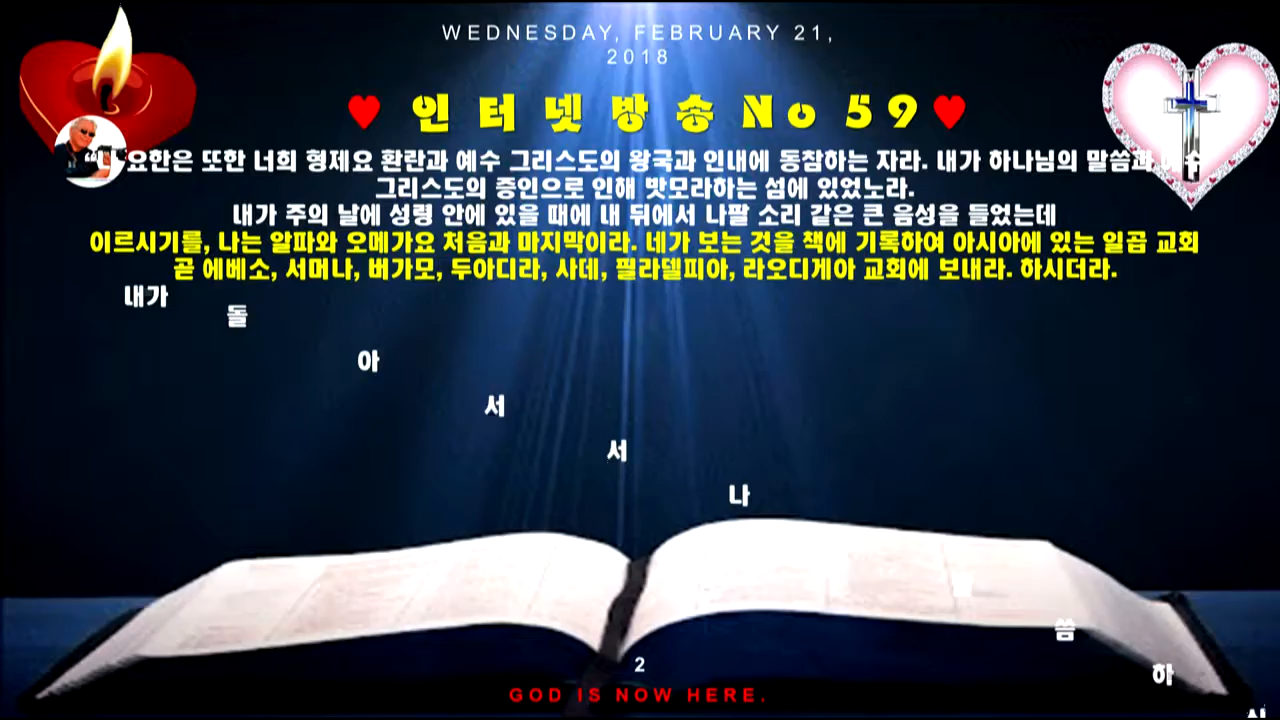 WEDNESDAY, FEBRUARY 21,
2018
인터넷방송No 59
요한은 또한 너희 형제요 환란과 예수 그리스도의 왕국과 인내에 동참하는 자라. 내가 하나님의 말씀과 예수
그리스도의 증인으로 인해 밧모라하는 섬에 있었노라.
내가 주의 날에 성령 안에 있을 때에 내 뒤에서 나팔 소리 같은 큰 음성을 들었는데
이르시기를, 나는 알파와 오메가요 처음과 마지막이라. 네가 보는 것을 책에 기록하여 아시아에 있는 일곱 교회
곧 에베소, 서머나, 버가모, 두아디라, 사데, 필라델피아, 라오디게아 교회에 보내라. 하시더라.
내가
돌
아
서
서
나
씀
하
2
GOD IS NOW HERE.